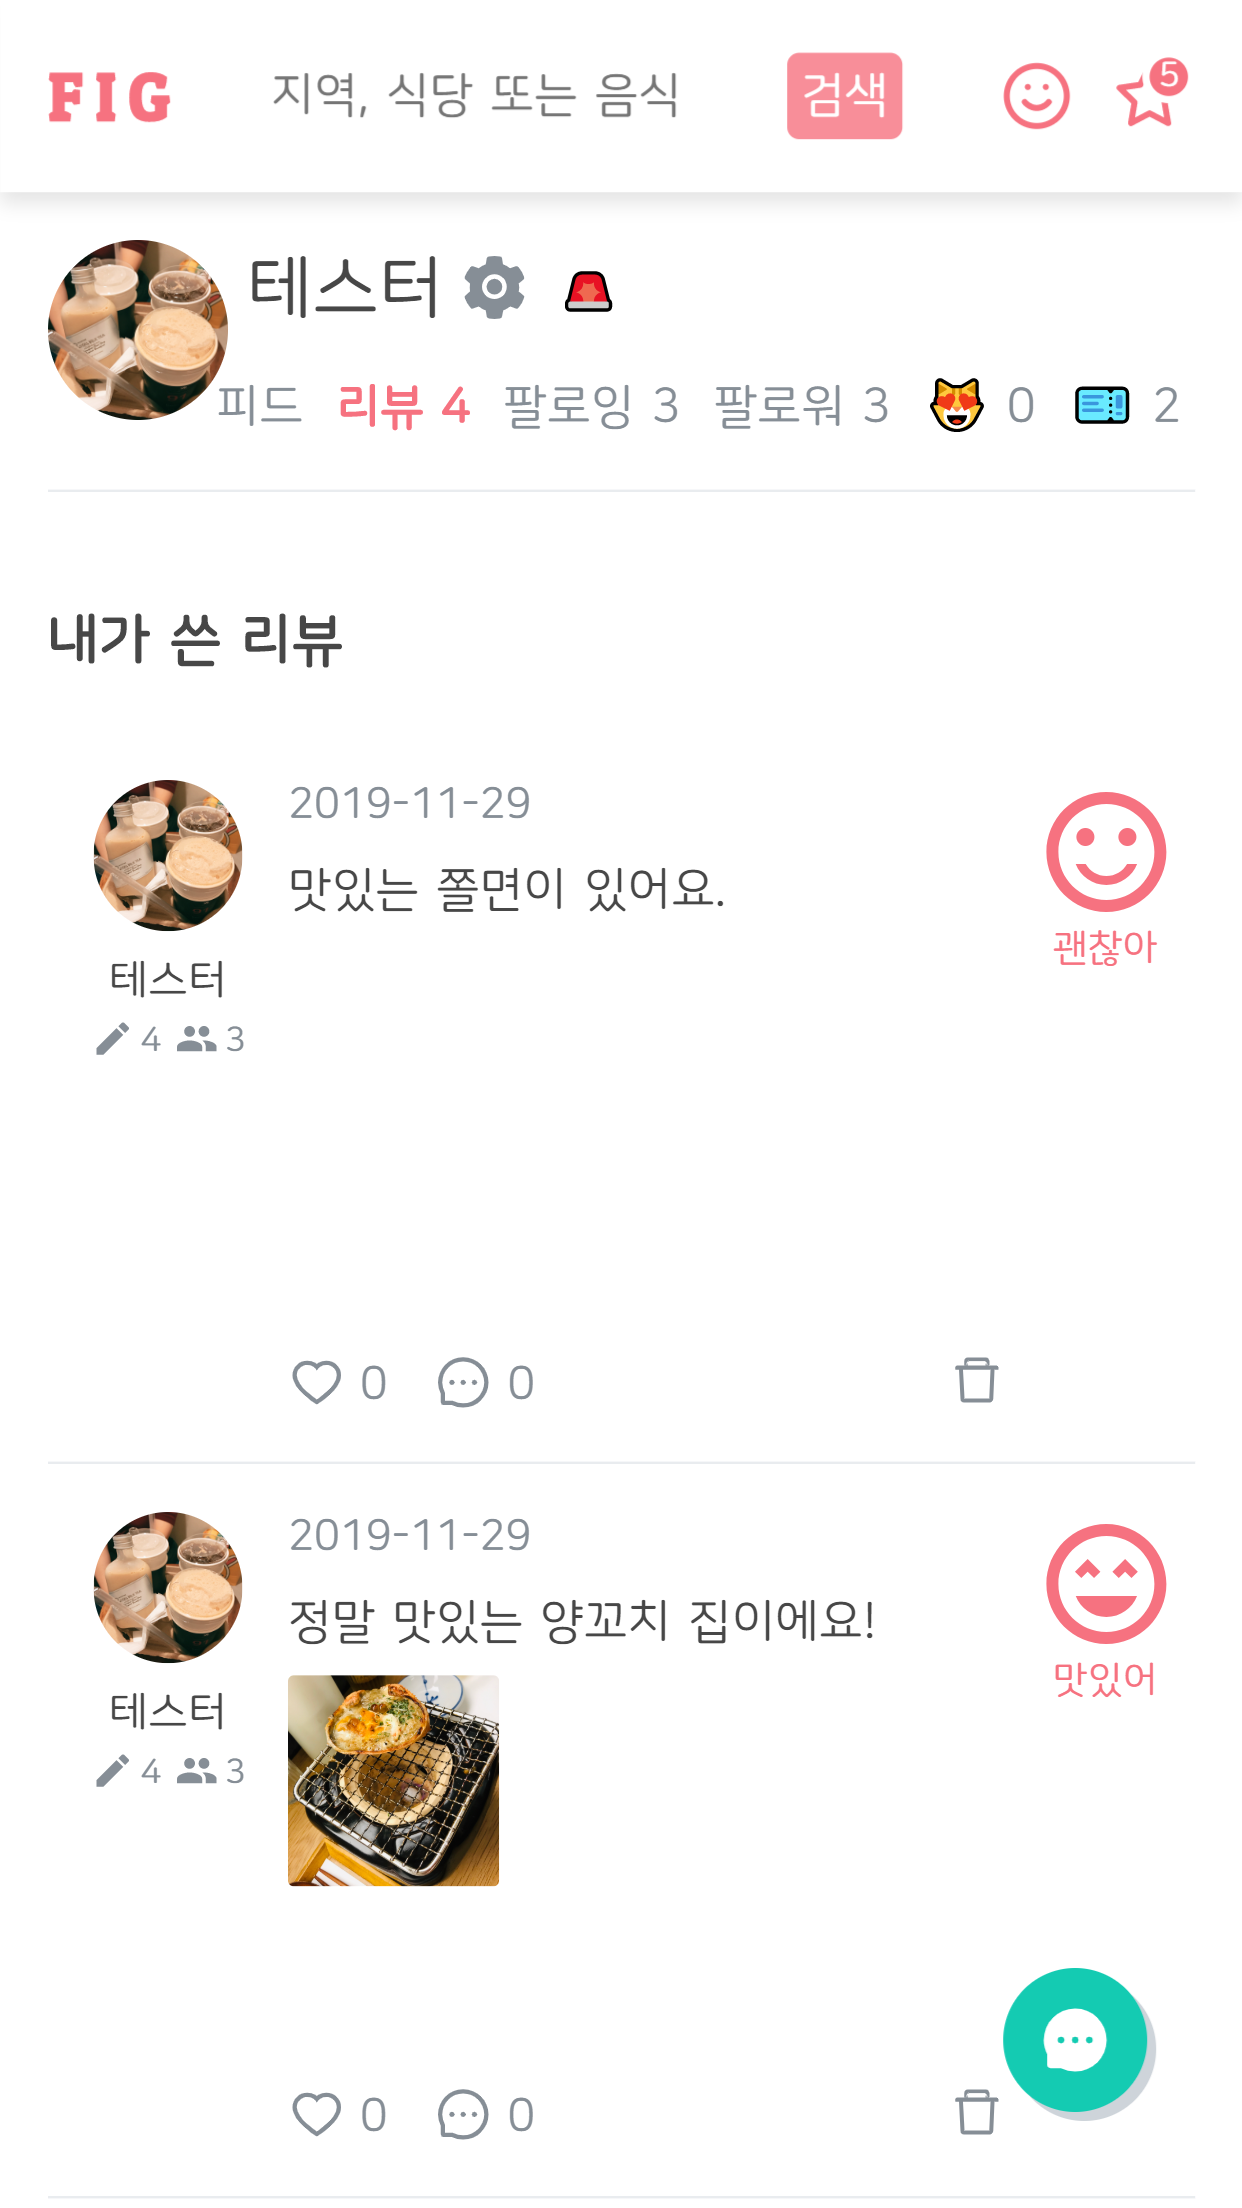 FIG 지역, 식당 또는 음식 검색 5
테스터
피드 리뷰 4 팔로잉 3 팔로워 3 0 2
내가 쓴 리뷰
2019-11-29
맛있는 쫄면이 있어요.
괜찮아
테스터
4 3
0 0
2019-11-29
정말 맛있는 양꼬치 집이에요!
맛있어
테스터
4 3
0 0